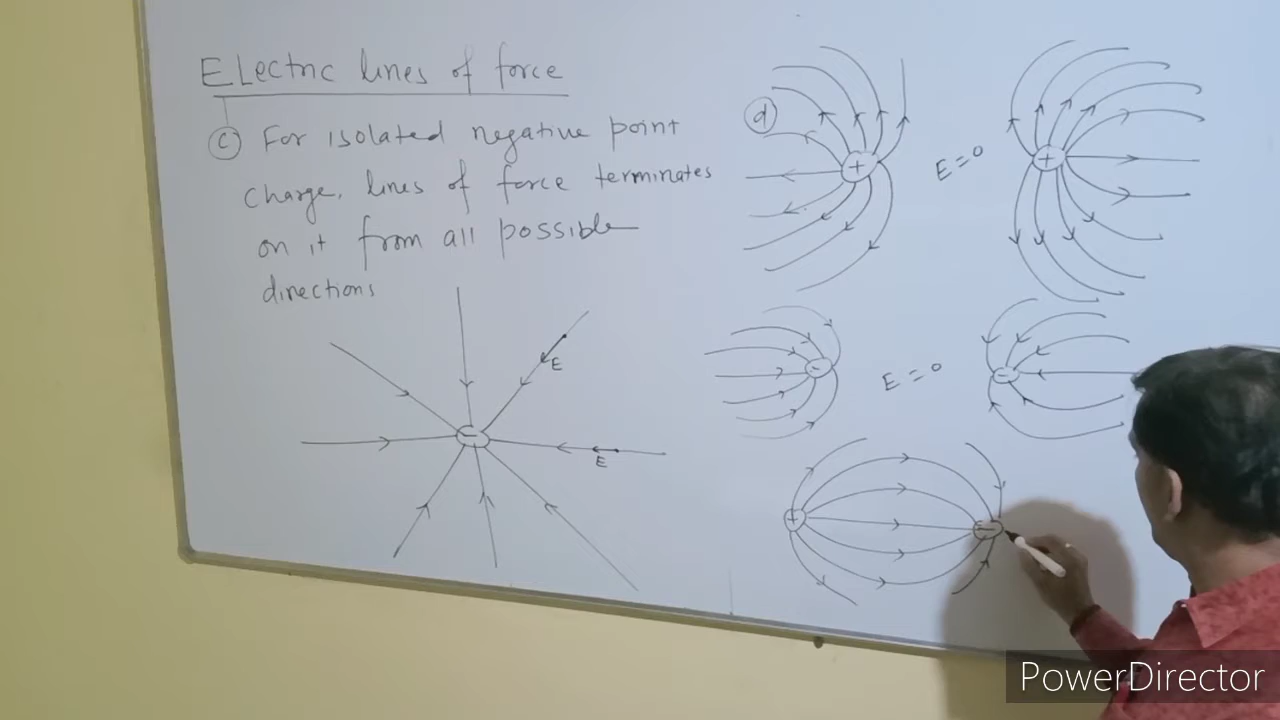 ELectric lines of force
(c) For isolated negative point
charge, lines of force terminates
on it from all possible
directions
E
E
(d)
+
E=0
+
-
E=0
-
-
+
-
PowerDirector